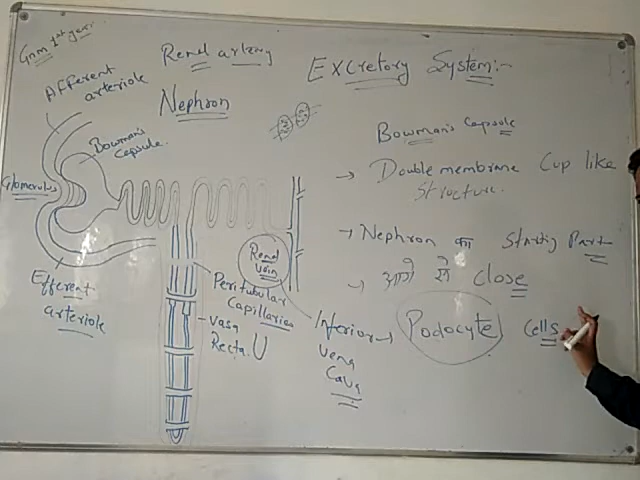 Gnm 1st year.
Renal artery
Excretory System:-
Afferent
arteriole
Nephron
Bowman's
Capsule.
Glomerulus
Efferent
arteriole
Renal
vein
Peritubular
Capillaries
Vasa
Recta. U
Inferior
vena
Cava
Bowman's Capsule
→ Double membrane Cup like
Structure.
→ Nephron का Starting Part
→ आगे से Close
→ Podocyte Cells